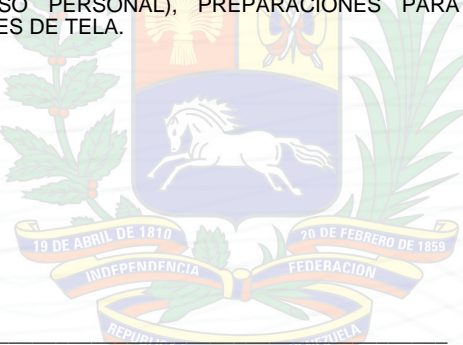 SO PERSONAL), PREPARACIONES PARA
ES DE TELA.
19 DE ABRIL DE 1810
20 DE FEBRERO DE 1859
INDEPENDENCIA
FEDERACION